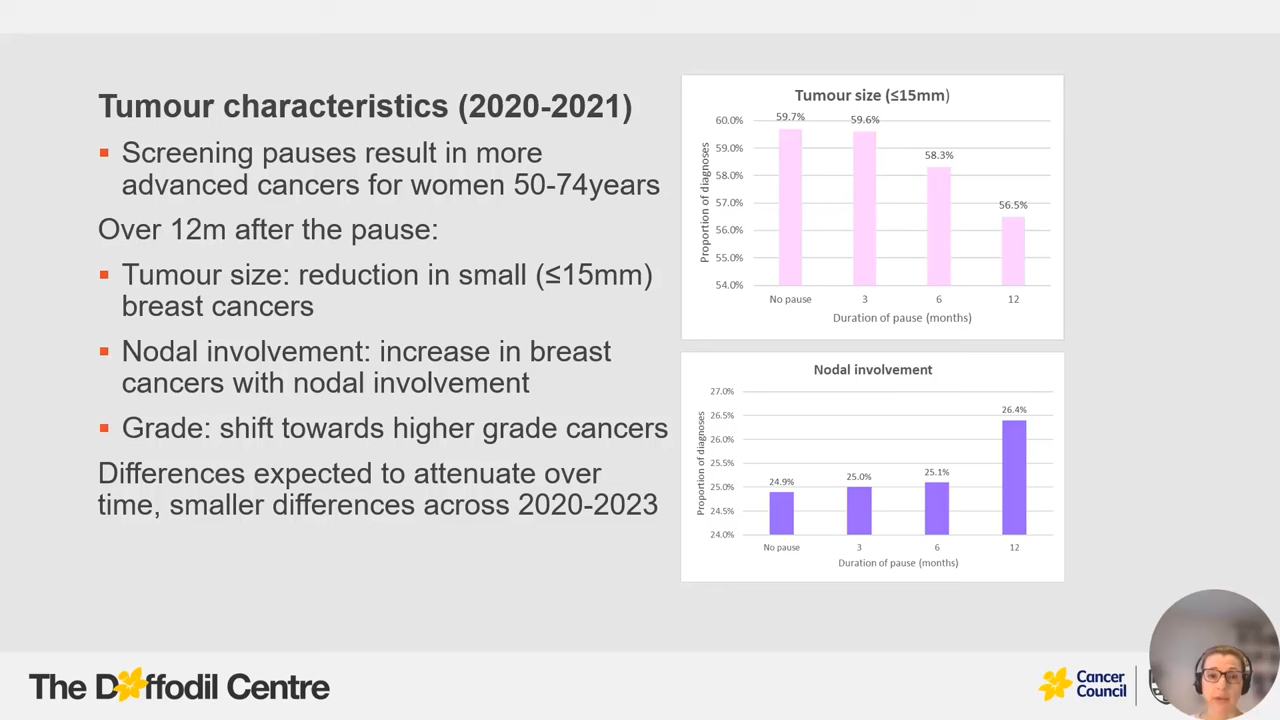 Tumour characteristics (2020-2021)
Screening pauses result in more
advanced cancers for women 50-74years
Over 12m after the pause:
Tumour size: reduction in small (≤15mm)
breast cancers
Nodal involvement: increase in breast
cancers with nodal involvement
Grade: shift towards higher grade cancers
Differences expected to attenuate over
time, smaller differences across 2020-2023
Tumour size (≤15mm)
Proportion of diagnoses
60.0%
59.0%
58.0%
57.0%
56.0%
55.0%
54.0%
59.7%
59.6%
58.3%
56.5%
No pause 3 6 12
Duration of pause (months)
Nodal involvement
Proportion of diagnoses
27.0%
26.5%
26.0%
25.5%
25.0%
24.5%
24.0%
24.9%
25.0%
25.1%
26.4%
No pause 3 6 12
Duration of pause (months)
The Daffodil Centre
Cancer
Council